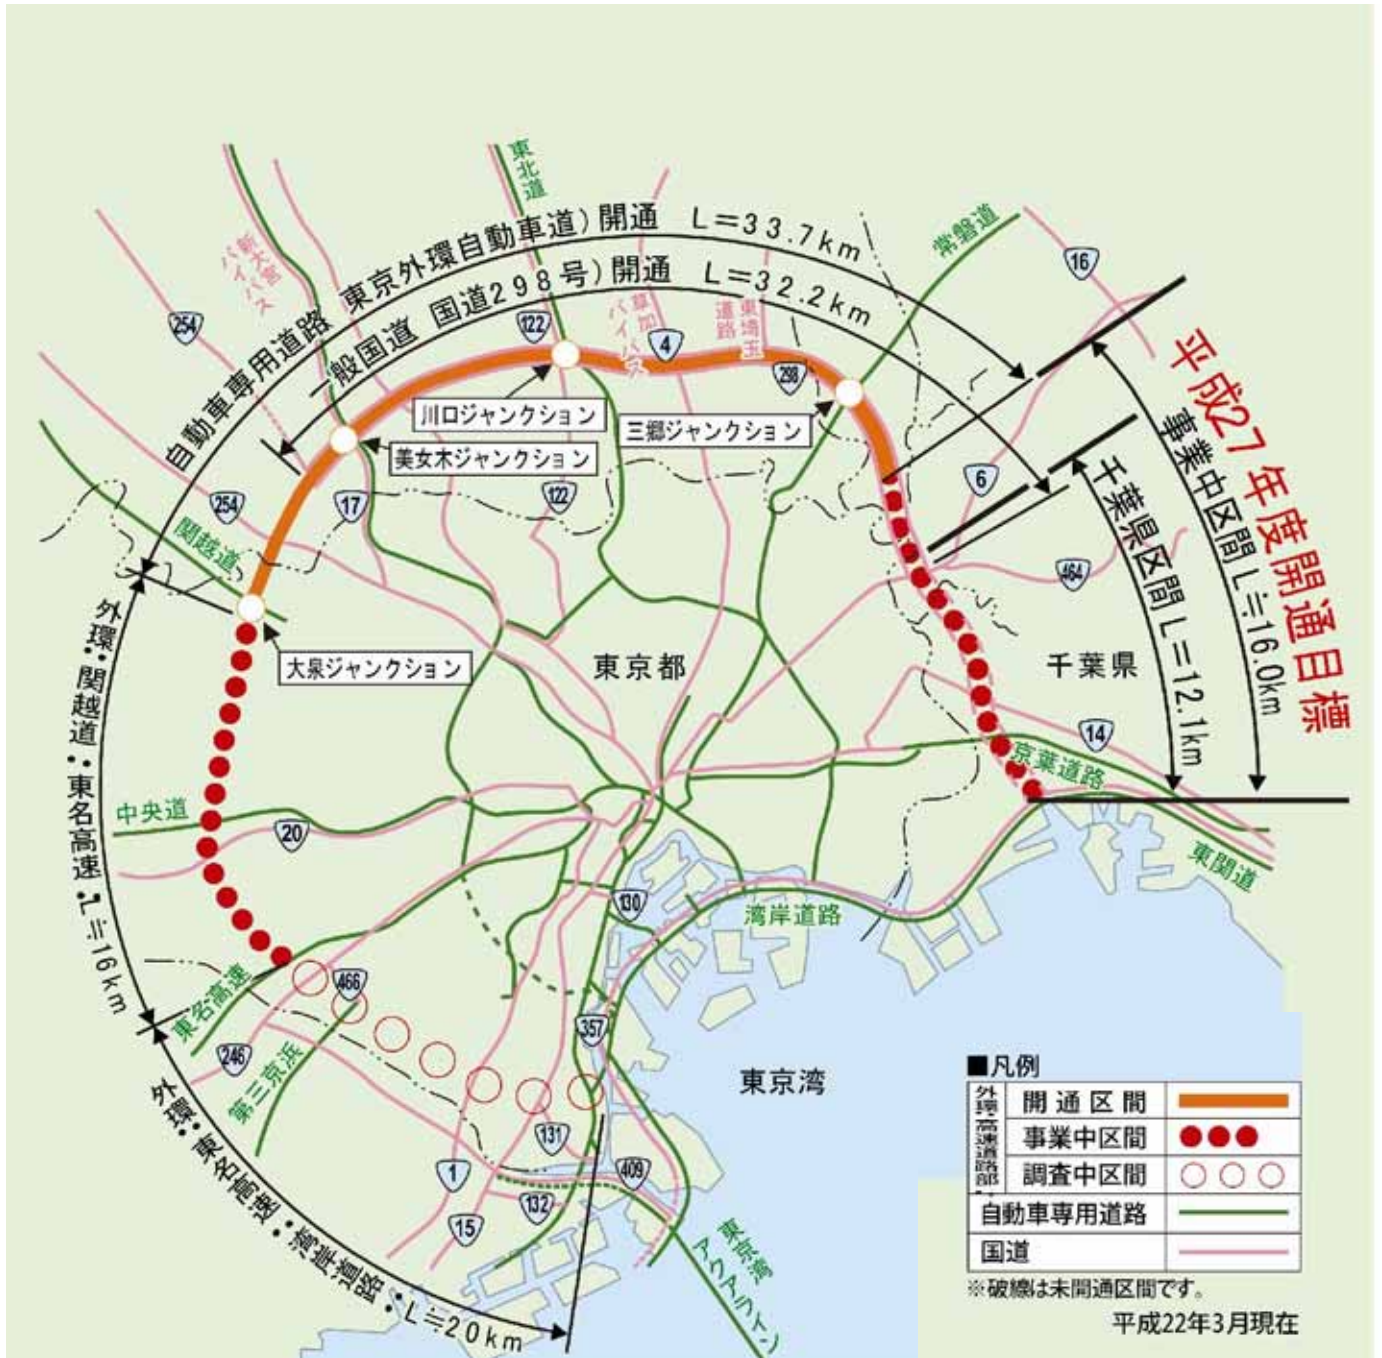 東北道
自動車専用道路 東京外環自動車道)開通 L=33.7km
一般国道 国道298号)開通 L=32.2km
新大宮バイパス
草加バイパス
東埼玉道路
常磐道
16
254
122
4
298
川口ジャンクション
三郷ジャンクション
美女木ジャンクション
6
平成27年度開通目標
事業中区間L≒16.0km
千葉県区間L=12.1km
254
17
122
関越道
464
大泉ジャンクション
東京都
千葉県
外環:関越道:東名高速:L≒16km
14
京葉道路
中央道
20
東関道
130
湾岸道路
466
東名高速
246
第三京浜
357
東京湾
131
1
409
132
15
東京湾アクアライン
外環:東名高速:湾岸道路:L≒20km
■凡例
外環:高速道路部
開通区間
事業中区間
調査中区間
自動車専用道路
国道
※破線は未開通区間です。
平成22年3月現在